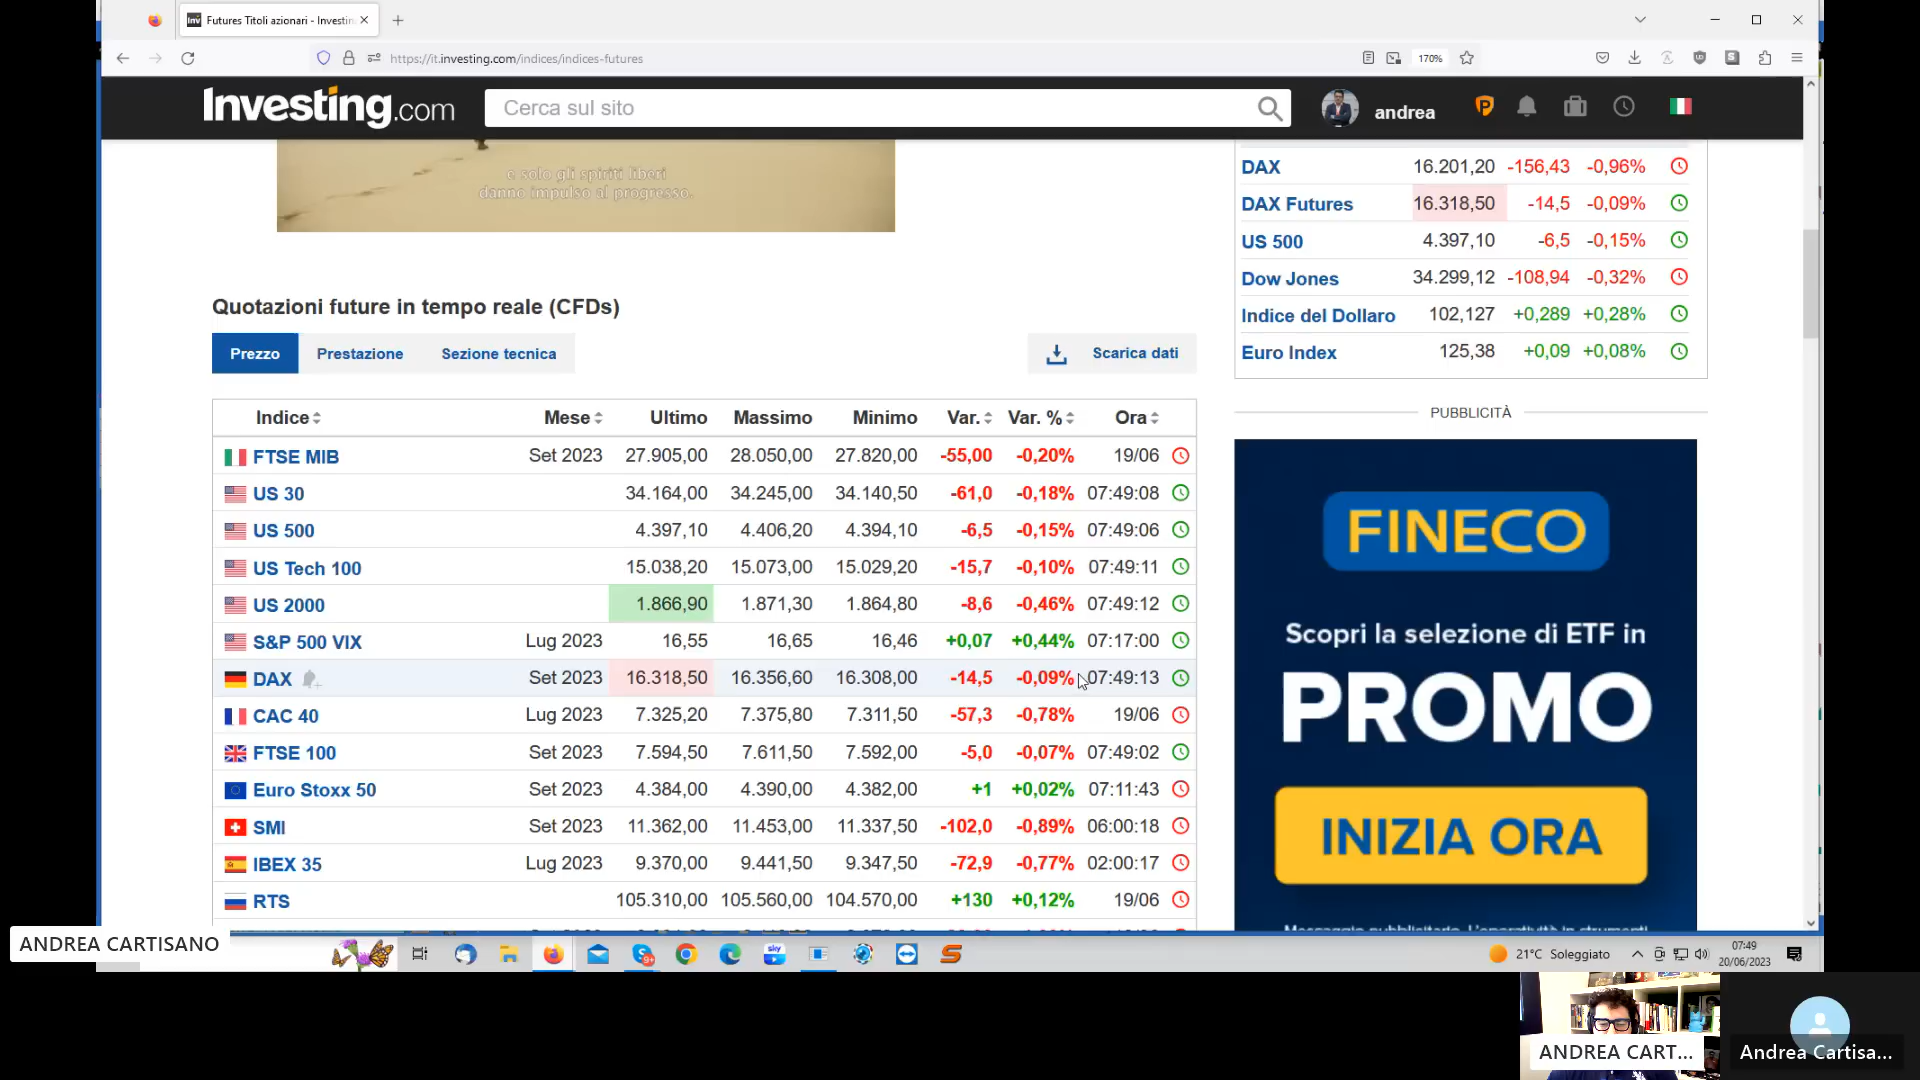 Futures Titoli azionari - Investin
https://it.investing.com/indices/indices-futures
170%
Investing.com
Cerca sul sito
andrea
e solo gli spiriti liberi
danno impulso al progresso.
DAX 16.201,20 -156,43 -0,96%
DAX Futures 16.318,50 -14,5 -0,09%
US 500 4.397,10 -6,5 -0,15%
Dow Jones 34.299,12 -108,94 -0,32%
Indice del Dollaro 102,127 +0,289 +0,28%
Euro Index 125,38 +0,09 +0,08%
Quotazioni future in tempo reale (CFDs)
Prezzo Prestazione Sezione tecnica
Scarica dati
Indice Mese Ultimo Massimo Minimo Var. Var. % Ora
FTSE MIB Set 2023 27.905,00 28.050,00 27.820,00 -55,00 -0,20% 19/06
US 30 34.164,00 34.245,00 34.140,50 -61,0 -0,18% 07:49:08
US 500 4.397,10 4.406,20 4.394,10 -6,5 -0,15% 07:49:06
US Tech 100 15.038,20 15.073,00 15.029,20 -15,7 -0,10% 07:49:11
US 2000 1.866,90 1.871,30 1.864,80 -8,6 -0,46% 07:49:12
S&P 500 VIX Lug 2023 16,55 16,65 16,46 +0,07 +0,44% 07:17:00
DAX Set 2023 16.318,50 16.356,60 16.308,00 -14,5 -0,09% 07:49:13
CAC 40 Lug 2023 7.325,20 7.375,80 7.311,50 -57,3 -0,78% 19/06
FTSE 100 Set 2023 7.594,50 7.611,50 7.592,00 -5,0 -0,07% 07:49:02
Euro Stoxx 50 Set 2023 4.384,00 4.390,00 4.382,00 +1 +0,02% 07:11:43
SMI Set 2023 11.362,00 11.453,00 11.337,50 -102,0 -0,89% 06:00:18
IBEX 35 Lug 2023 9.370,00 9.441,50 9.347,50 -72,9 -0,77% 02:00:17
RTS 105.310,00 105.560,00 104.570,00 +130 +0,12% 19/06
PUBBLICITÀ
FINECO
Scopri la selezione di ETF in
PROMO
INIZIA ORA
Messaggio pubblicitario. L'operatività in strumenti
ANDREA CARTISANO
sky
21°C Soleggiato
07:49
20/06/2023
ANDREA CART...
Andrea Cartisa...